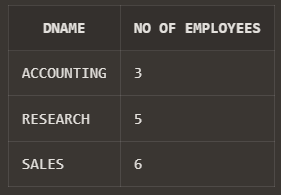 DNAME NO OF EMPLOYEES
ACCOUNTING 3
RESEARCH 5
SALES 6